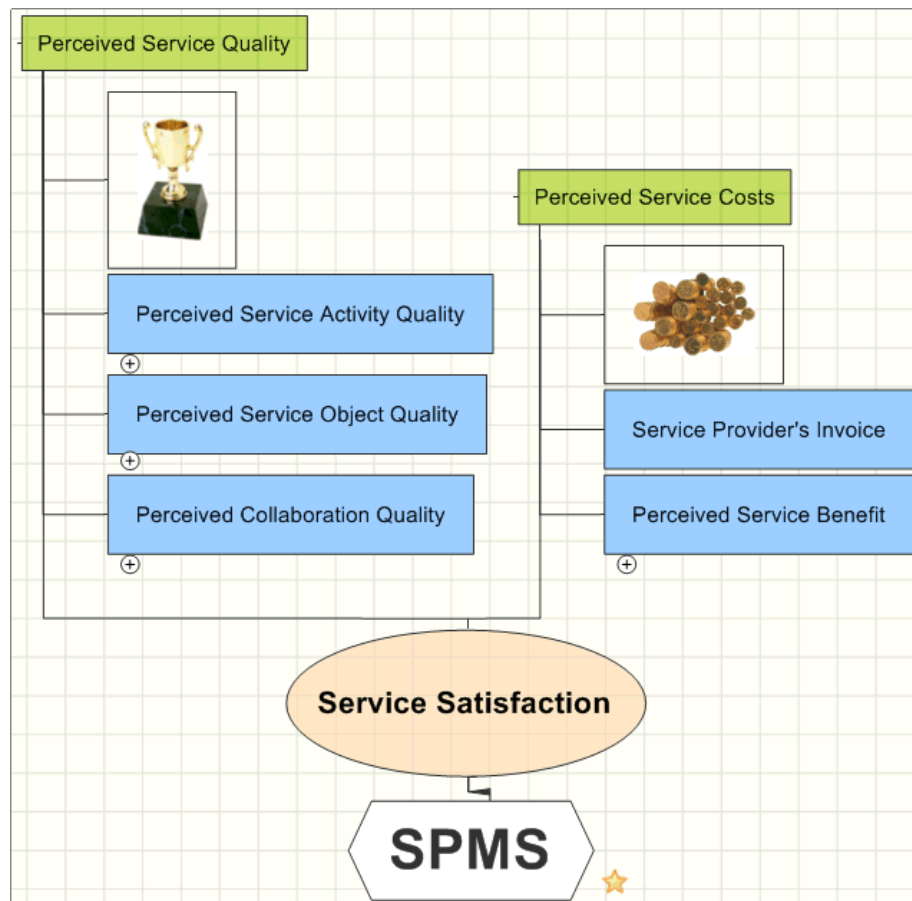 Perceived Service Quality
Perceived Service Activity Quality
Perceived Service Object Quality
Perceived Collaboration Quality
Perceived Service Costs
Service Provider's Invoice
Perceived Service Benefit
Service Satisfaction
SPMS